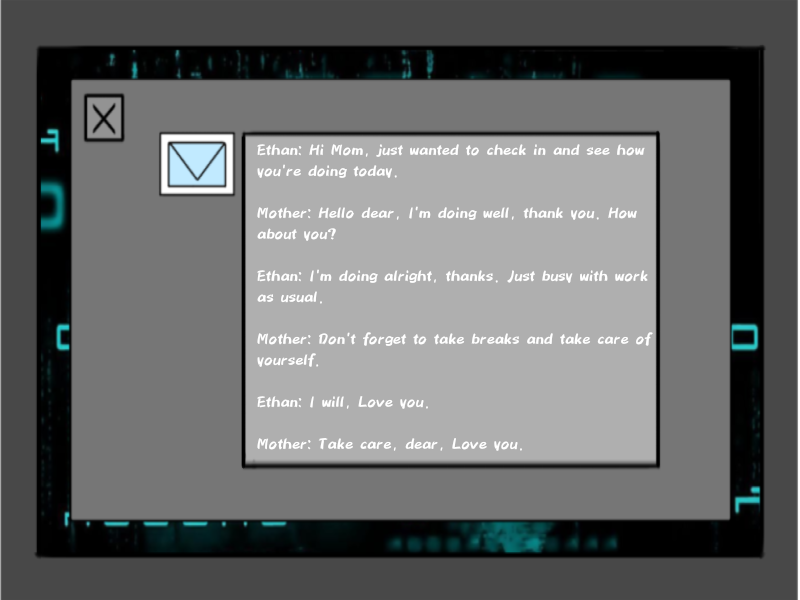 Ethan: Hi Mom, just wanted to check in and see how
you're doing today.
Mother: Hello dear, I'm doing well, thank you. How
about you?
Ethan: I'm doing alright, thanks. Just busy with work
as usual.
Mother: Don't forget to take breaks and take care of
yourself.
Ethan: I will, Love you.
Mother: Take care, dear, Love you.